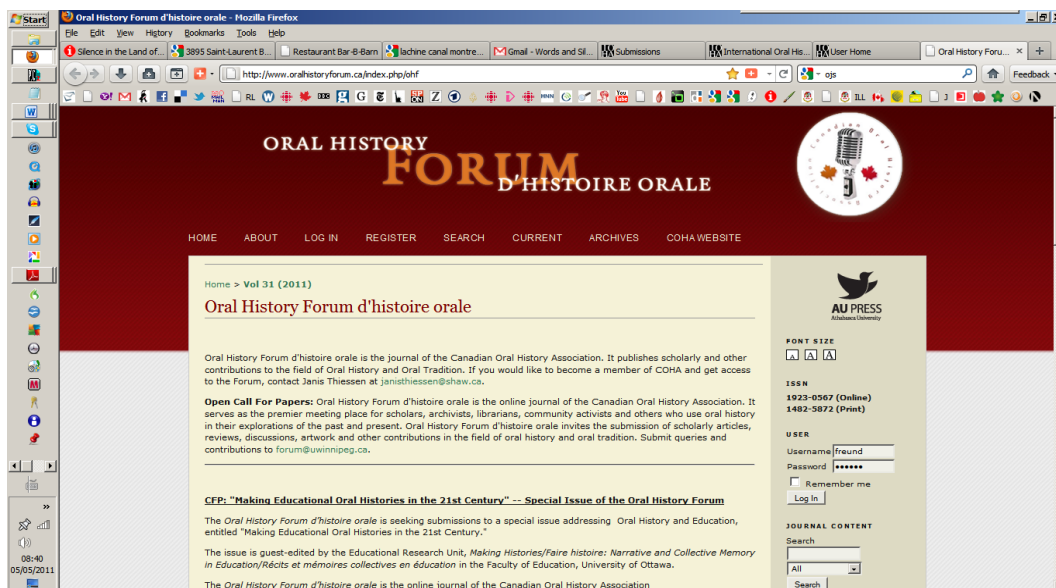 Start
Oral History Forum d'histoire orale - Mozilla Firefox
File Edit View History Bookmarks Tools Help
Silence in the Land of... 3895 Saint-Laurent B... Restaurant Bar-B-Barn lachine canal montre... Gmail - Words and Sil... Submissions International Oral His... User Home Oral History Foru...
http://www.oralhistoryforum.ca/index.php/ohf
ojs
Feedback
RL
ILL
ORAL HISTORY
FORUM
D'HISTOIRE ORALE
Canadian Oral History Association
HOME ABOUT LOG IN REGISTER SEARCH CURRENT ARCHIVES COHA WEBSITE
Home > Vol 31 (2011)
Oral History Forum d'histoire orale
Oral History Forum d'histoire orale is the journal of the Canadian Oral History Association. It publishes scholarly and other
contributions to the field of Oral History and Oral Tradition. If you would like to become a member of COHA and get access
to the Forum, contact Janis Thiessen at janisthiessen@shaw.ca.
Open Call For Papers: Oral History Forum d'histoire orale is the online journal of the Canadian Oral History Association. It
serves as the premier meeting place for scholars, archivists, librarians, community activists and others who use oral history
in their explorations of the past and present. Oral History Forum d'histoire orale invites the submission of scholarly articles,
reviews, discussions, artwork and other contributions in the field of oral history and oral tradition. Submit queries and
contributions to forum@uwinnipeg.ca.
CFP: "Making Educational Oral Histories in the 21st Century" -- Special Issue of the Oral History Forum
The Oral History Forum d'histoire orale is seeking submissions to a special issue addressing Oral History and Education,
entitled "Making Educational Oral Histories in the 21st Century."
The issue is guest-edited by the Educational Research Unit, Making Histories/Faire histoire: Narrative and Collective Memory
in Education/Récits et mémoires collectives en éducation in the Faculty of Education, University of Ottawa.
The Oral History Forum d'histoire orale is the online journal of the Canadian Oral History Association
AU PRESS
Athabasca University
FONT SIZE
A A A
ISSN
1923-0567 (Online)
1482-5872 (Print)
USER
Username freund
Password
Remember me
Log In
JOURNAL CONTENT
Search
All
Search
08:40
05/05/2011